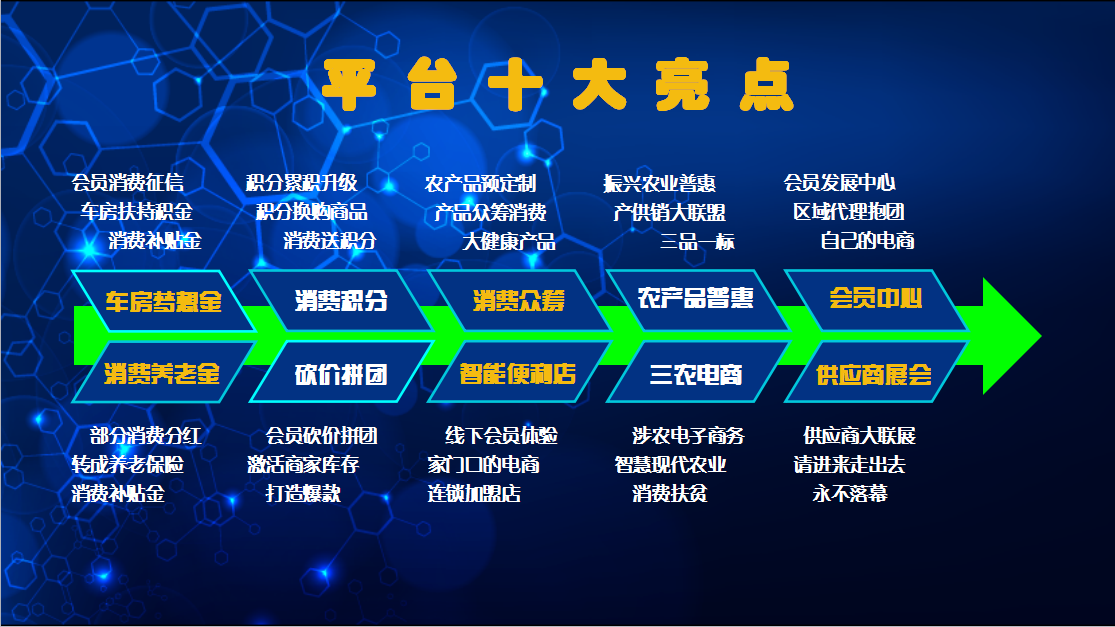 平台十大亮点
会员消费征信
车房扶持积金
消费补贴金
积分累积升级
积分换购商品
消费送积分
农产品预定制
产品众筹消费
大健康产品
振兴农业普惠
产供销大联盟
三品一标
会员发展中心
区域代理抱团
自己的电商
车房梦想金
消费积分
消费众筹
农产品普惠
会员中心
消费养老金
砍价拼团
智能便利店
三农电商
供应商展会
部分消费分红
转成养老保险
消费补贴金
会员砍价拼团
激活商家库存
打造爆款
线下会员体验
家门口的电商
连锁加盟店
涉农电子商务
智慧现代农业
消费扶贫
供应商大联展
请进来走出去
永不落幕